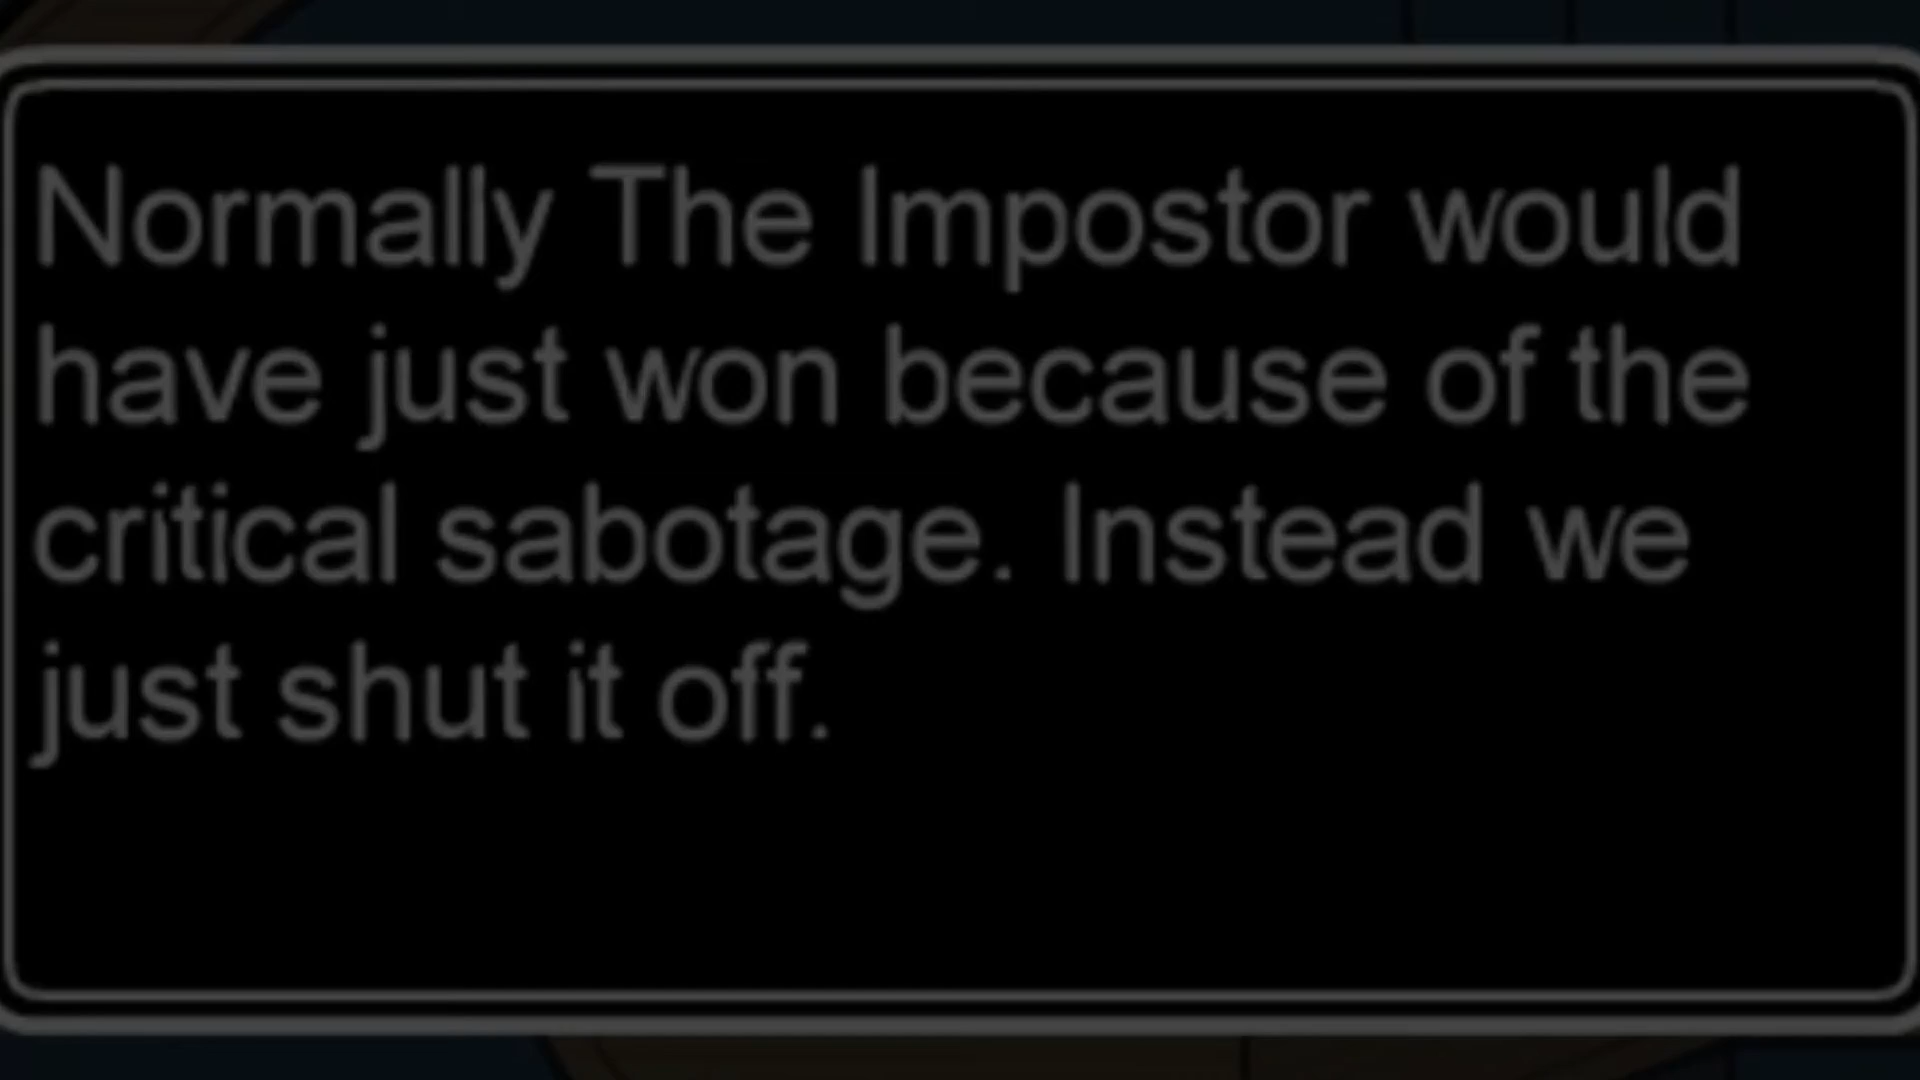 Normally The Impostor would
have just won because of the
critical sabotage. Instead we
just shut it off.